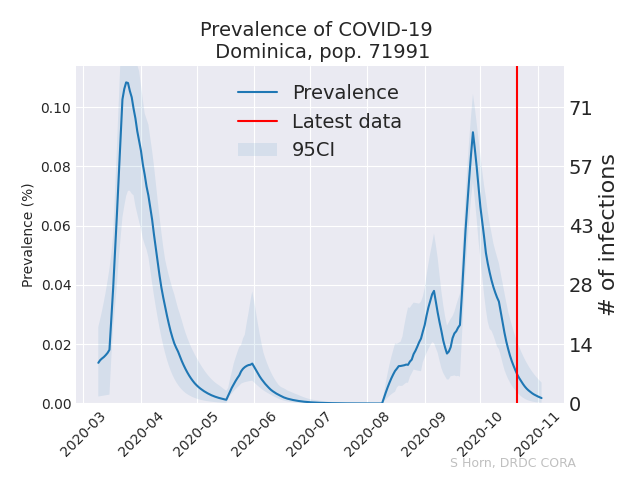 Prevalence of COVID-19
Dominica, pop. 71991
Prevalence
Latest data
95CI
Prevalence (%)
0.10
0.08
0.06
0.04
0.02
0.00
71
57
43
28
14
0
# of infections
2020-03
2020-04
2020-05
2020-06
2020-07
2020-08
2020-09
2020-10
2020-11
S Horn, DRDC CORA